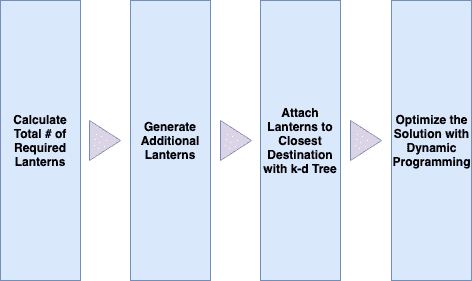 Calculate
Total # of
Required
Lanterns
Generate
Additional
Lanterns
Attach
Lanterns to
Closest
Destination
with k-d Tree
Optimize the
Solution with
Dynamic
Programming